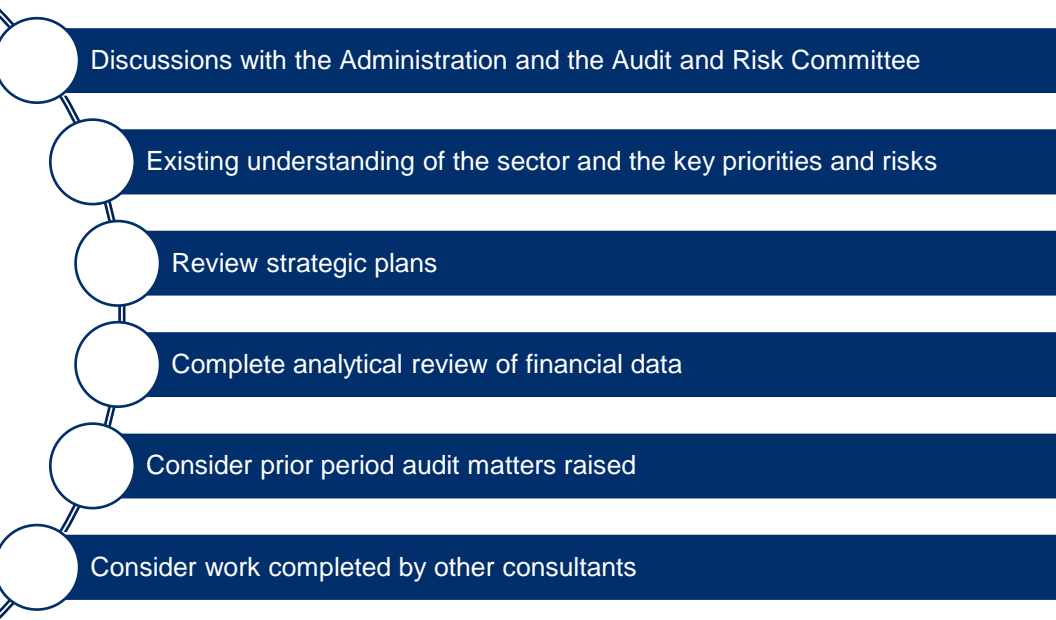 Discussions with the Administration and the Audit and Risk Committee
Existing understanding of the sector and the key priorities and risks
Review strategic plans
Complete analytical review of financial data
Consider prior period audit matters raised
Consider work completed by other consultants